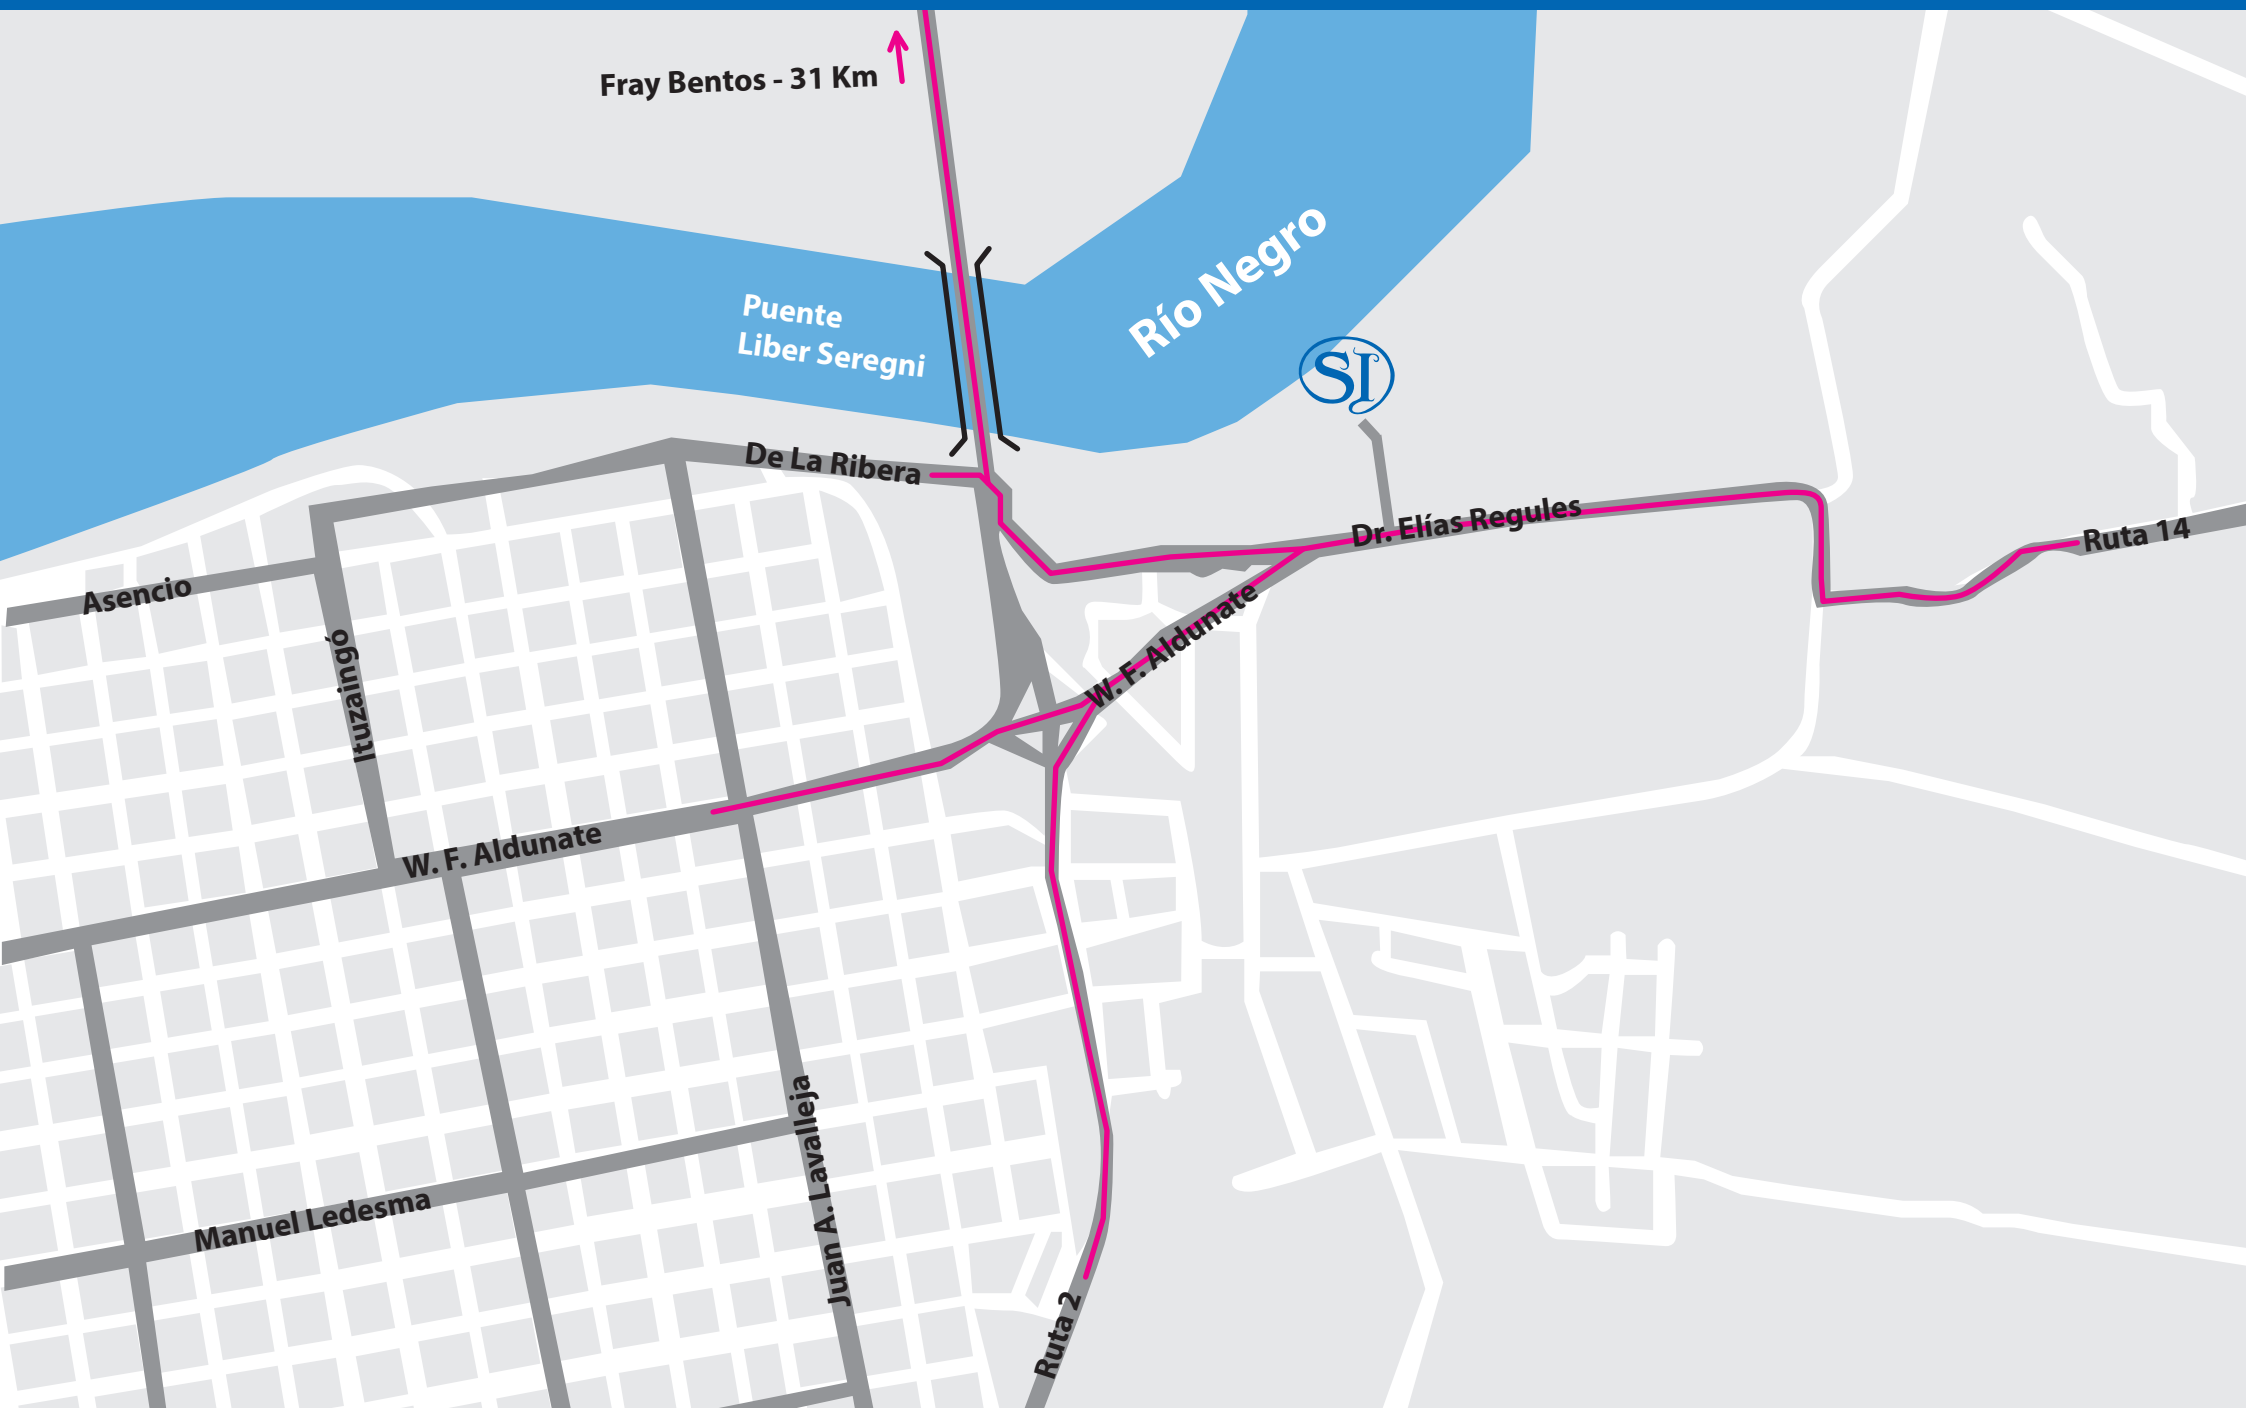 Fray Bentos - 31 Km
Río Negro
Puente
Liber Seregni
SJ
De La Ribera
Dr. Elías Regules
Ruta 14
Asencio
Ituzaingó
W. F. Aldunate
W. F. Aldunate
Manuel Ledesma
Juan A. Lavalleja
Ruta 2